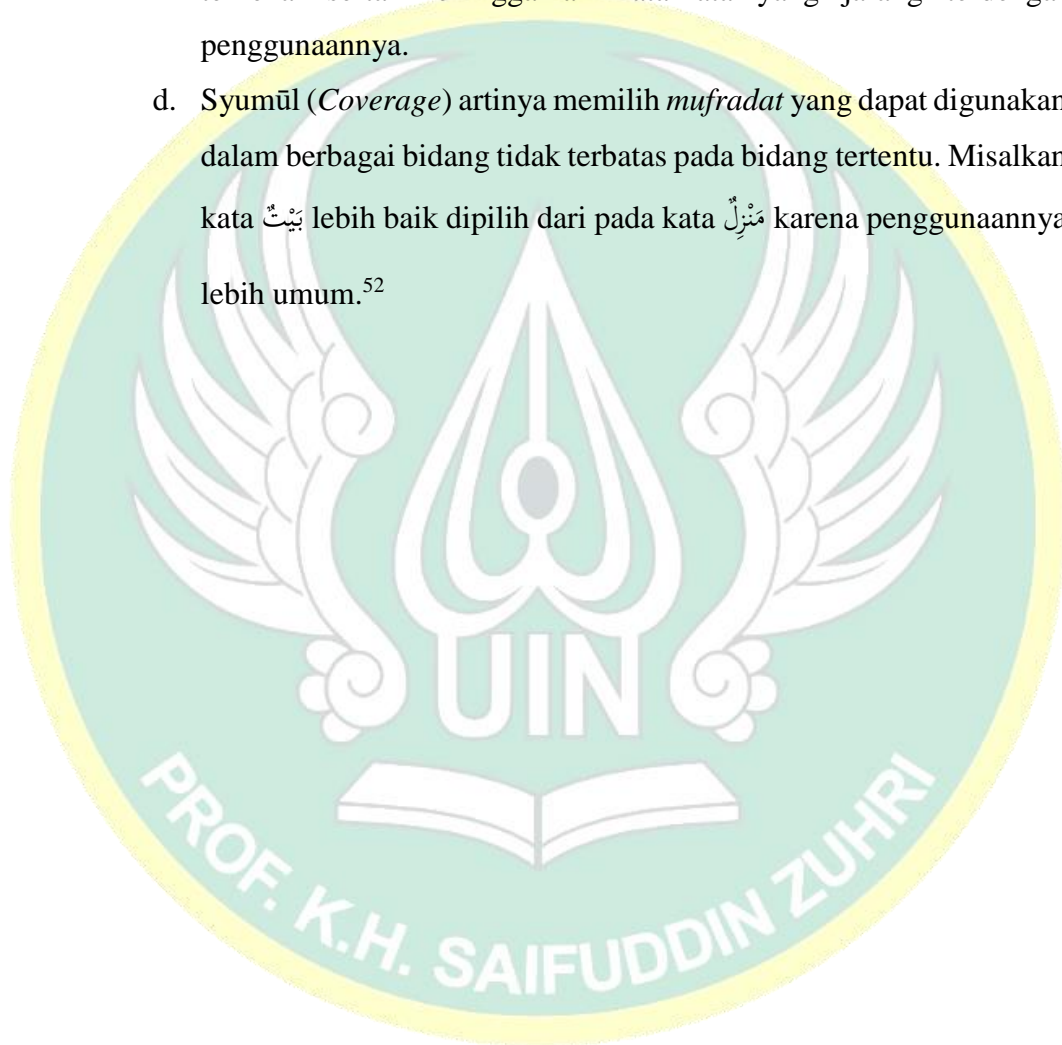 penggunaannya.
d. Syumūl (Coverage) artinya memilih mufradat yang dapat digunakan
dalam berbagai bidang tidak terbatas pada bidang tertentu. Misalkan
kata بَيْتٌ lebih baik dipilih dari pada kata مَنْزِلٌ karena penggunaannya
lebih umum.52
UIN
PROF. K.H. SAIFUDDIN ZUHRI